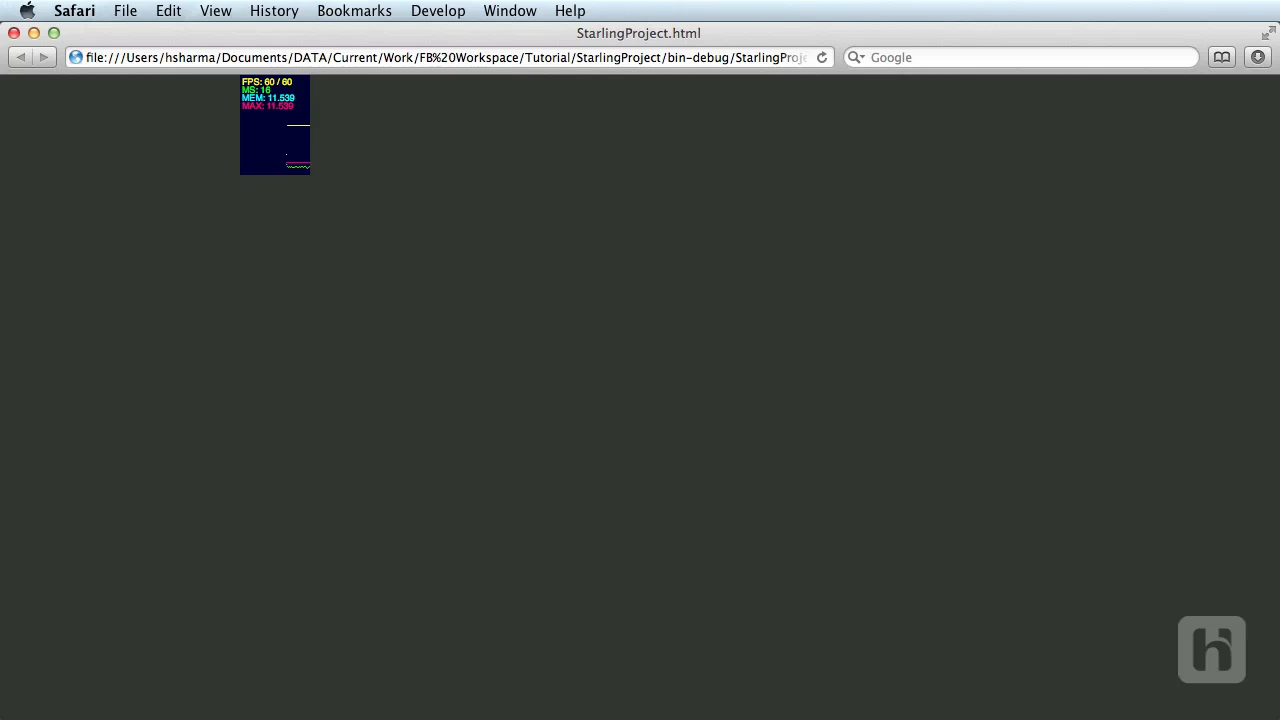 Safari File Edit View History Bookmarks Develop Window Help
StarlingProject.html
file:///Users/hsharma/Documents/DATA/Current/Work/FB%20Workspace/Tutorial/StarlingProject/bin-debug/StarlingProje
Google
FPS: 60 / 60
MS: 16
MEM: 11.539
MAX: 11.539
h